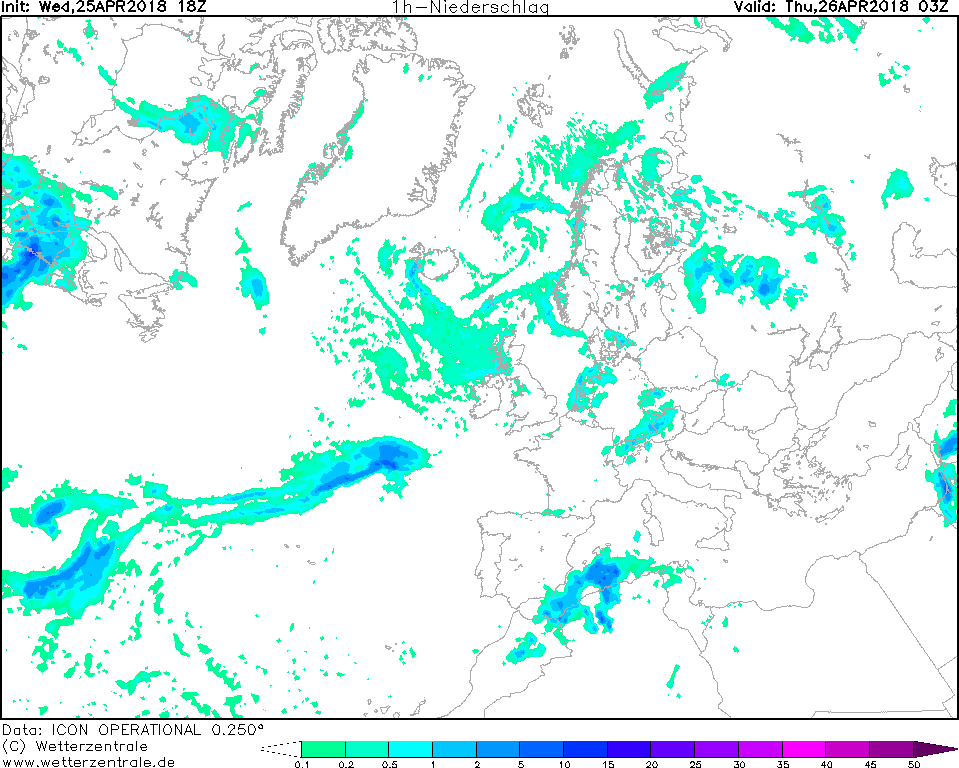 Init: Wed,25APR2018 18Z 1h-Niederschlag Valid: Thu,26APR2018 03Z
Data: ICON OPERATIONAL 0.250°
(C) Wetterzentrale
www.wetterzentrale.de
0.1 0.2 0.5 1 2 5 10 15 20 25 30 35 40 45 50